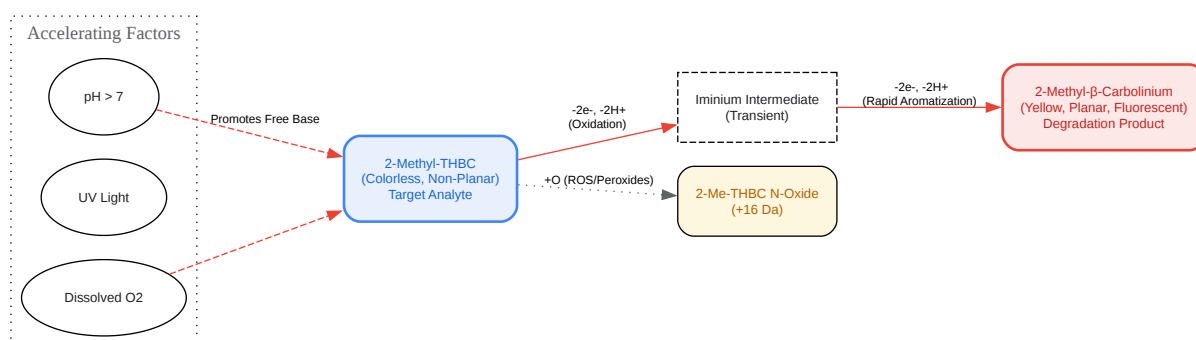 Accelerating Factors
pH > 7
UV Light
Dissolved O2
Promotes Free Base
2-Methyl-THBC
(Colorless, Non-Planar)
Target Analyte
-2e-, -2H+
(Oxidation)
+O (ROS/Peroxides)
Iminium Intermediate
(Transient)
2-Me-THBC N-Oxide
(+16 Da)
-2e-, -2H+
(Rapid Aromatization)
2-Methyl-β-Carbolinium
(Yellow, Planar, Fluorescent)
Degradation Product